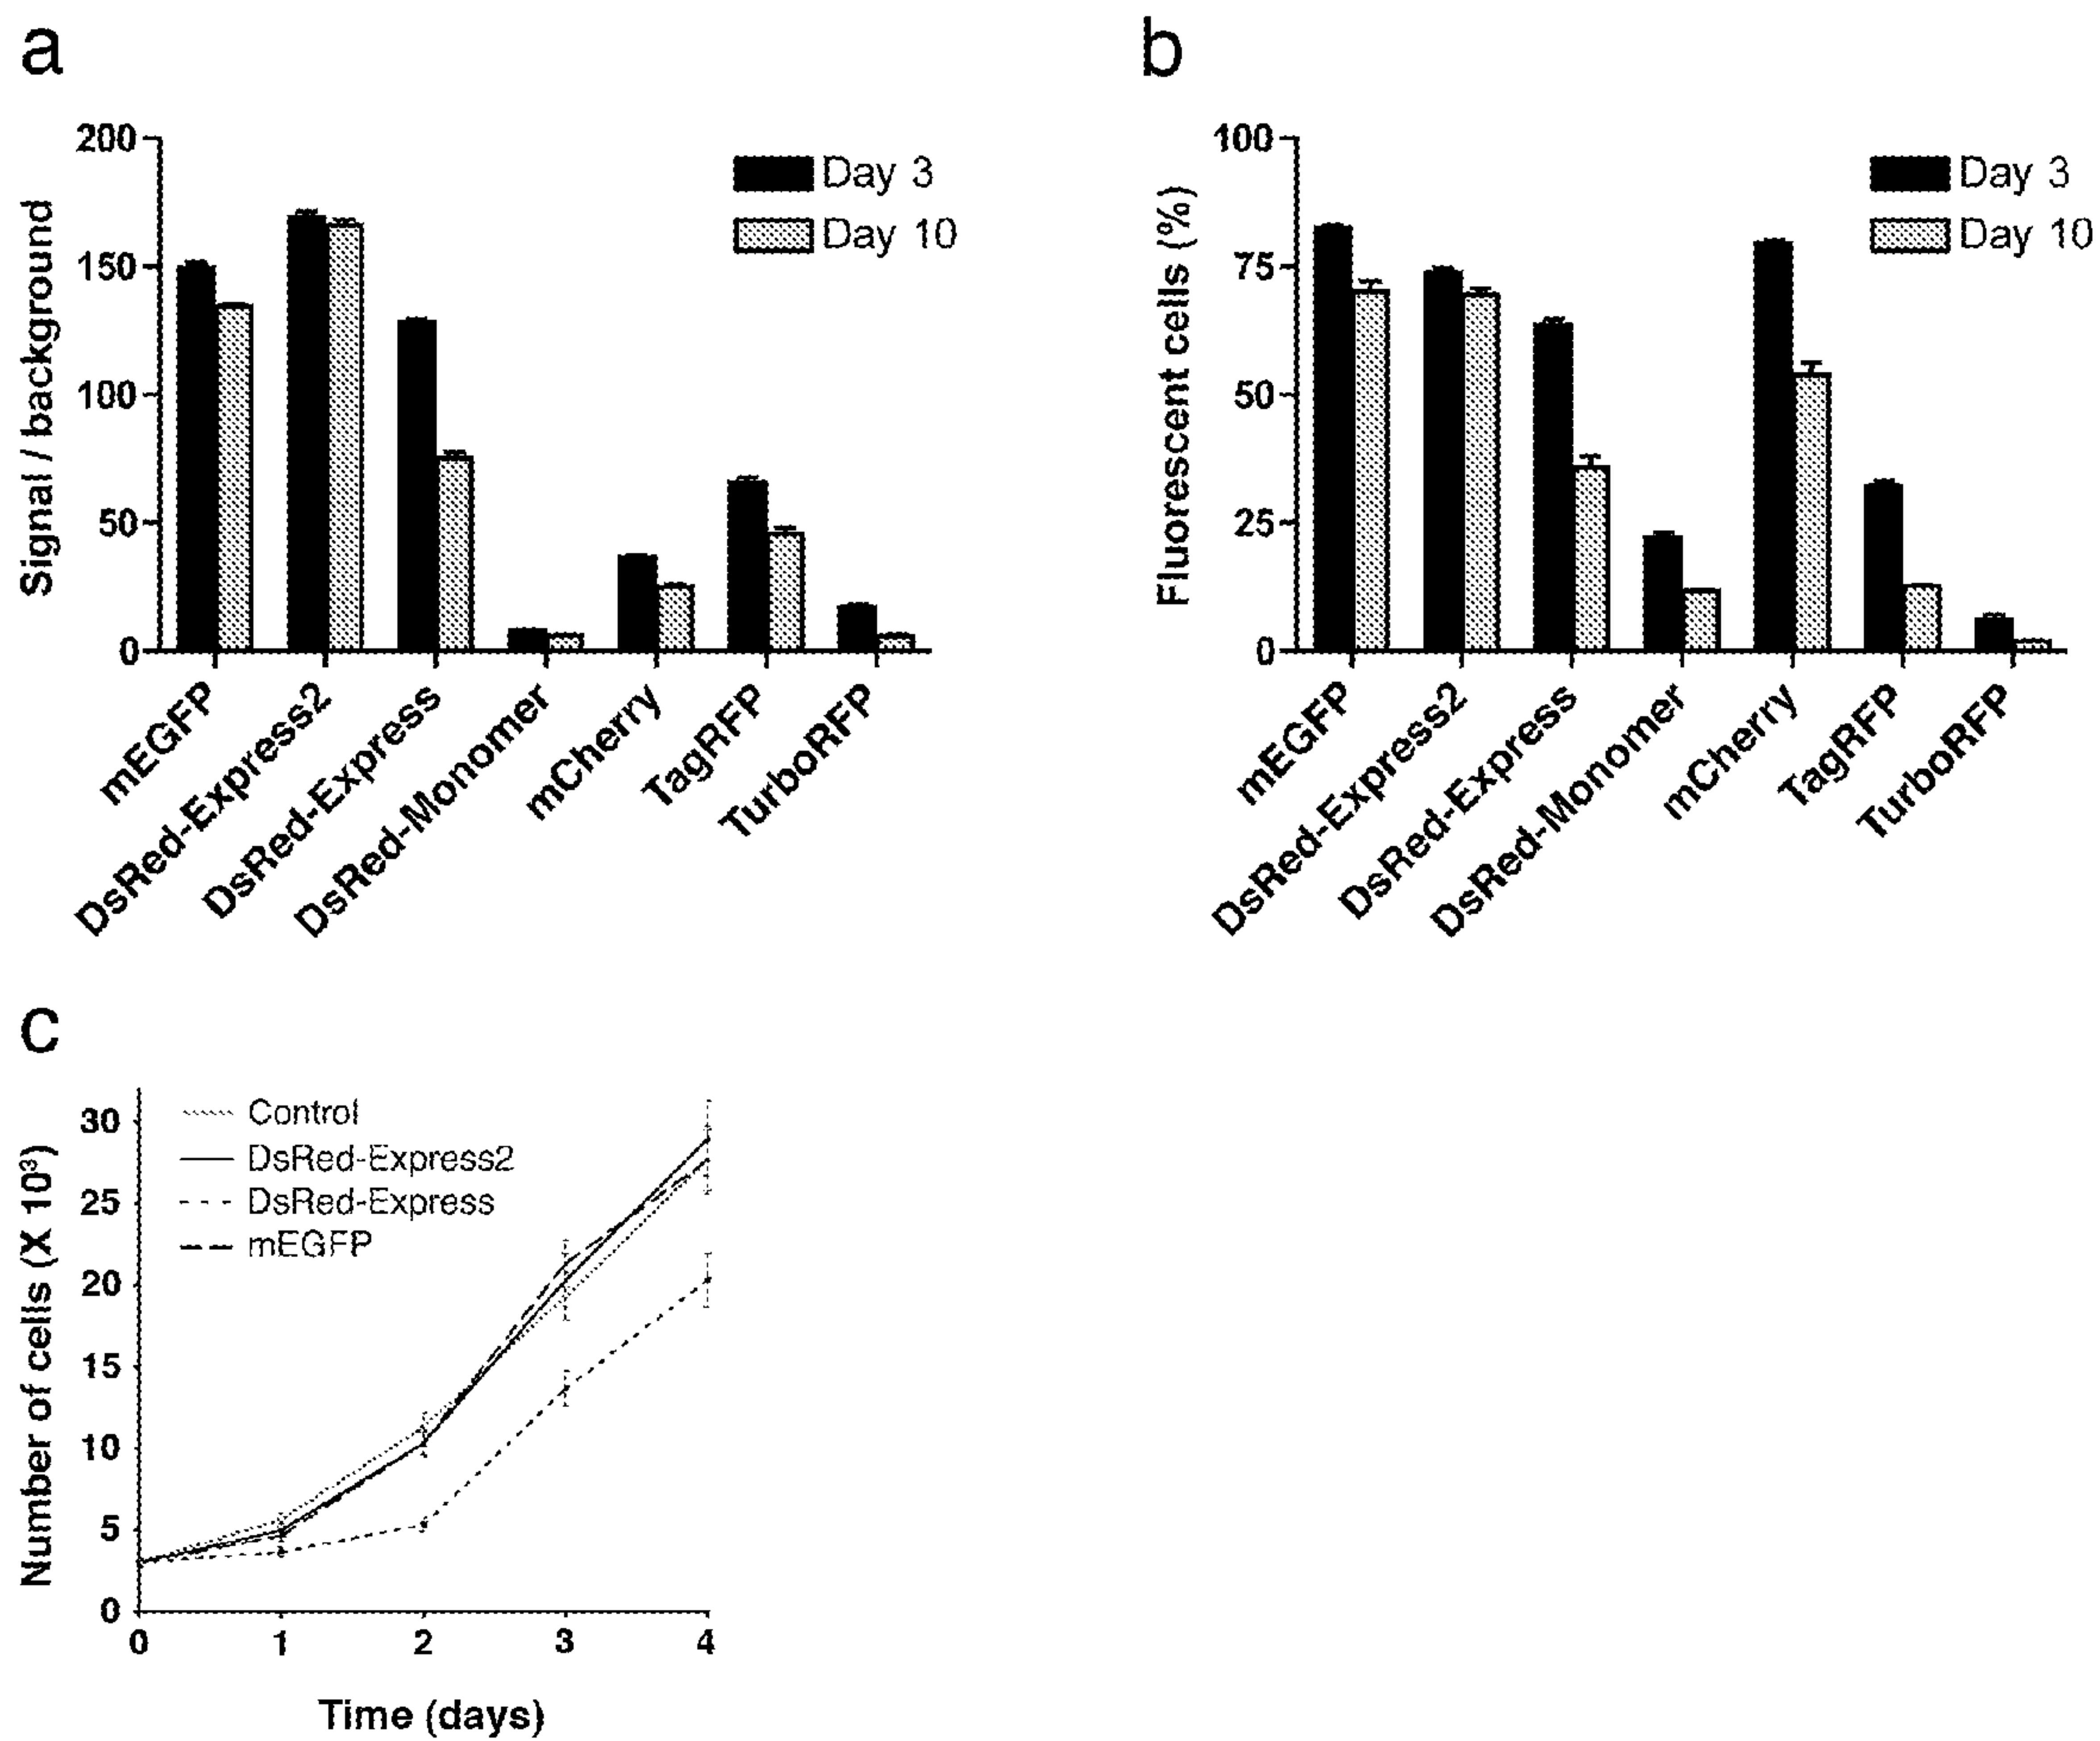 a
200
150
100
50
0
Signal / background
Day 3
Day 10
mEGFP
DsRed-Express2
DsRed-Express
DsRed-Monomer
mCherry
TagRFP
TurboRFP
b
100
75
50
25
0
Fluorescent cells (%)
Day 3
Day 10
mEGFP
DsRed-Express2
DsRed-Express
DsRed-Monomer
mCherry
TagRFP
TurboRFP
c
30
25
20
15
10
5
0
Number of cells (X 10³)
Control
DsRed-Express2
DsRed-Express
mEGFP
0 1 2 3 4
Time (days)